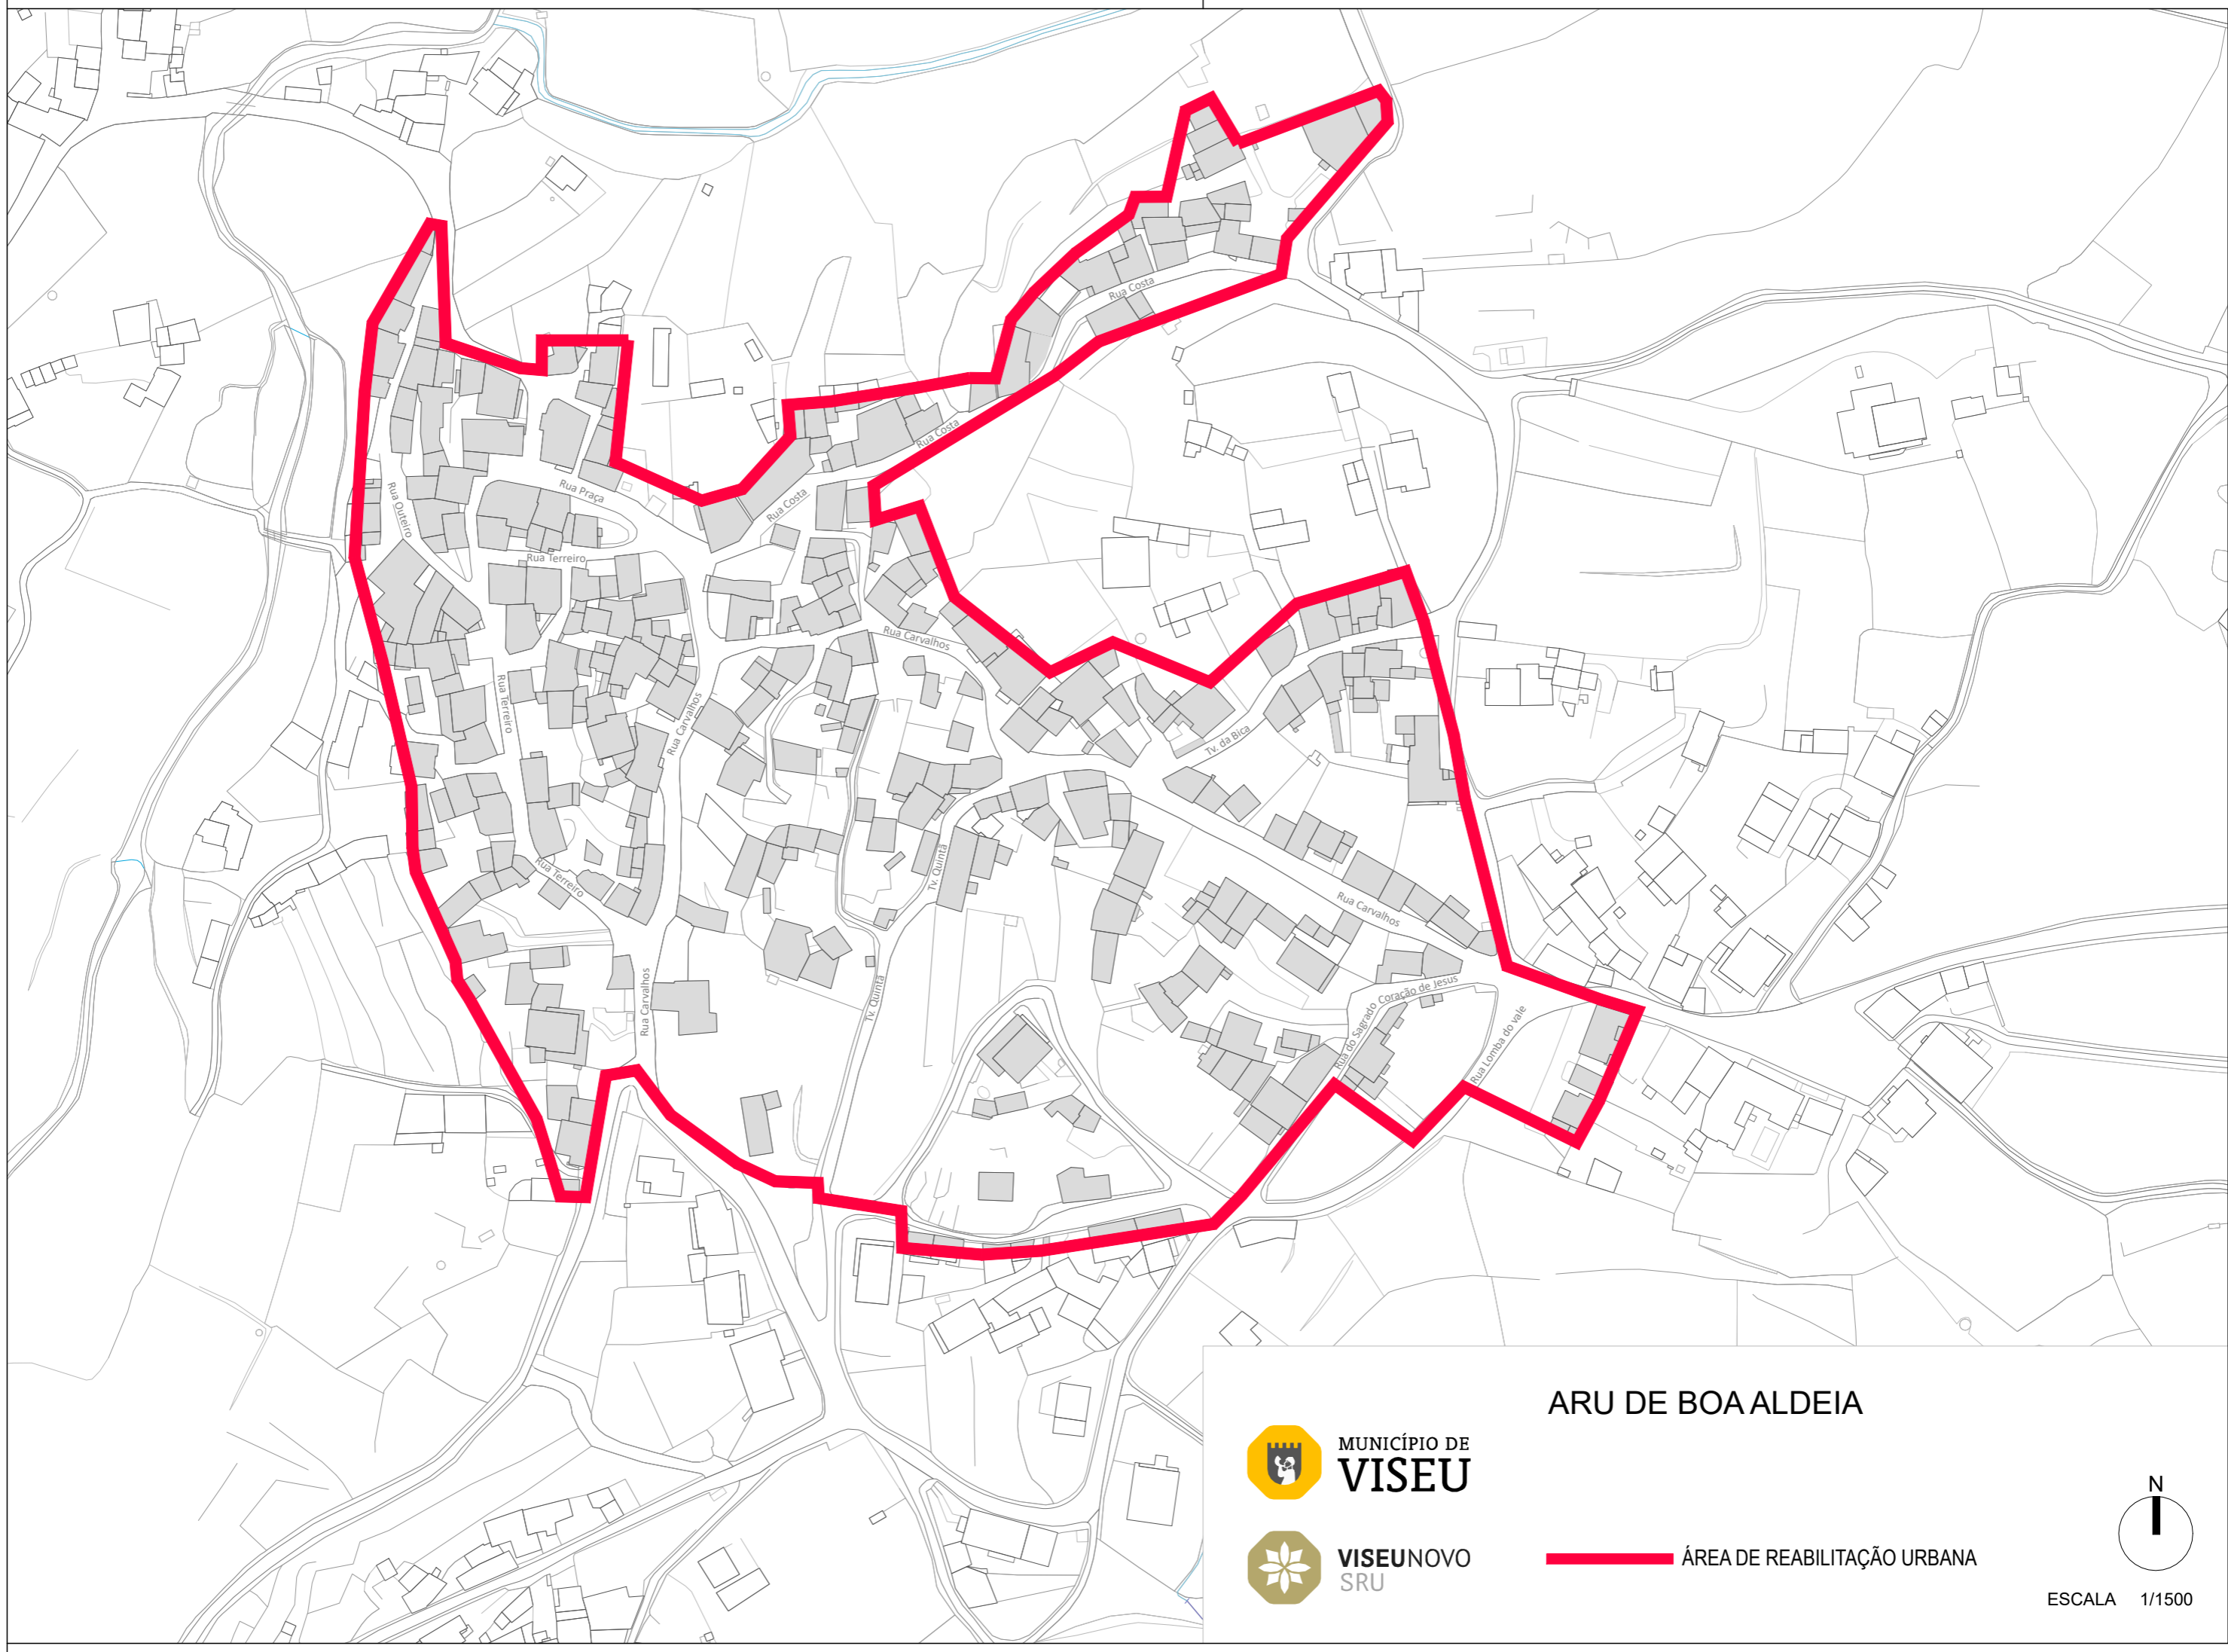 Rua Costa
Rua Costa
Rua Praça
Rua Costa
Rua Outeiro
Rua Terreiro
Rua Carvalhos
Rua Terreiro
Rua Carvalhos
Tv. da Bica
Tv. Quintã
Rua Terreiro
Rua Carvalhos
Rua Carvalhos
Tv. Quintã
Rua do Sagrado Coração de Jesus
Rua Lomba do vale
ARU DE BOA ALDEIA
MUNICÍPIO DE
VISEU
N
VISEUNOVO
SRU
ÁREA DE REABILITAÇÃO URBANA
ESCALA 1/1500